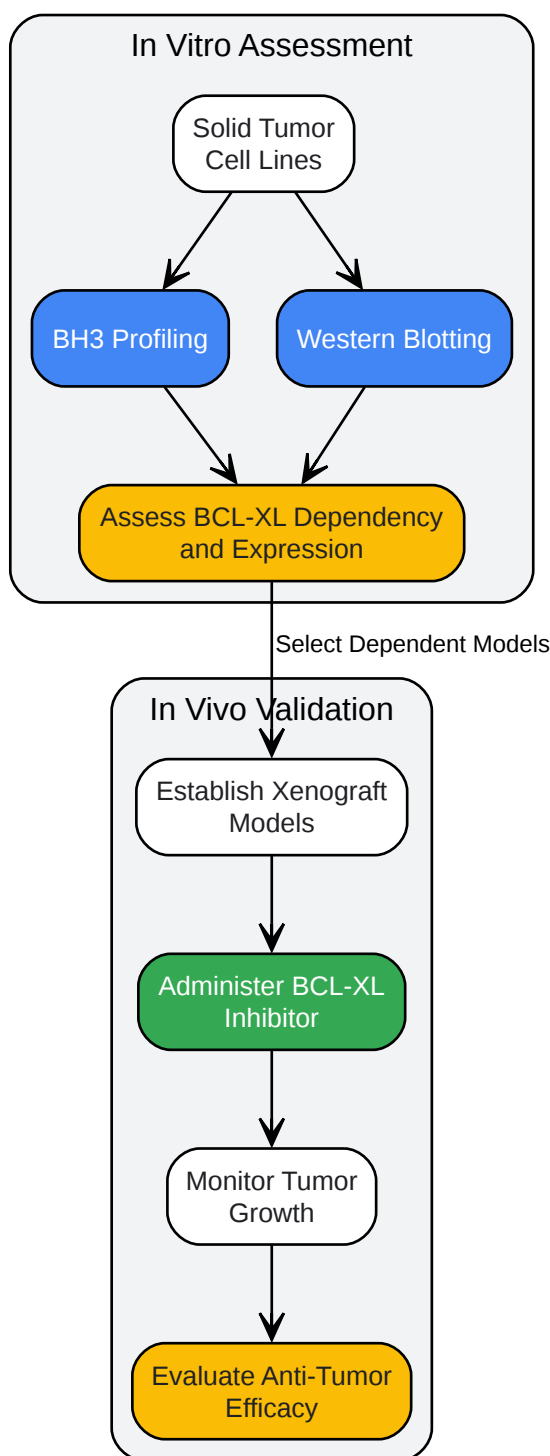 In Vitro Assessment
Solid Tumor
Cell Lines
BH3 Profiling
Western Blotting
Assess BCL-XL Dependency
and Expression
Select Dependent Models
In Vivo Validation
Establish Xenograft
Models
Administer BCL-XL
Inhibitor
Monitor Tumor
Growth
Evaluate Anti-Tumor
Efficacy